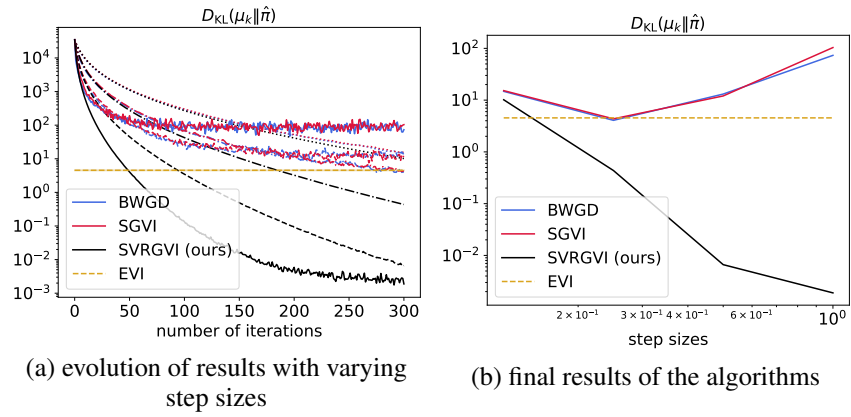 D_KL(μ_k‖π̂)
10^4
10^3
10^2
10^1
10^0
10^−1
10^−2
10^−3
BWGD
SGVI
SVRGVI (ours)
EVI
0 50 100 150 200 250 300
number of iterations
(a) evolution of results with varying
step sizes
D_KL(μ_k‖π̂)
10^2
10^1
10^0
10^−1
10^−2
BWGD
SGVI
SVRGVI (ours)
EVI
2 × 10^−1 3 × 10^−1 4 × 10^−1 6 × 10^−1 10^0
step sizes
(b) final results of the algorithms